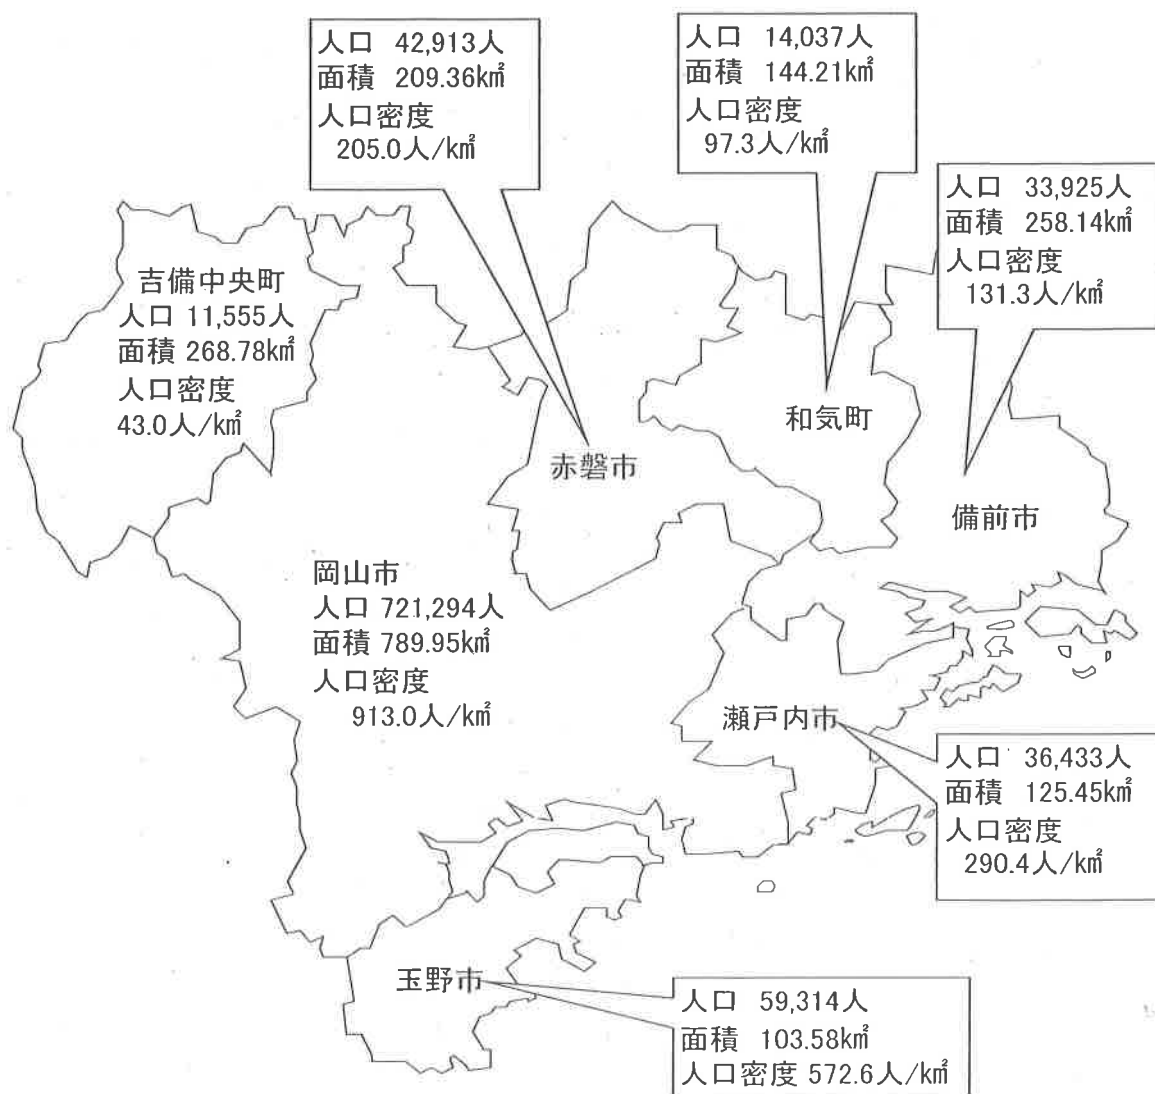 人口 42,913人
面積 209.36k㎡
人口密度
205.0人/k㎡
人口 14,037人
面積 144.21k㎡
人口密度
97.3人/k㎡
人口 33,925人
面積 258.14k㎡
人口密度
131.3人/k㎡
吉備中央町
人口 11,555人
面積 268.78k㎡
人口密度
43.0人/k㎡
和気町
赤磐市
備前市
岡山市
人口 721,294人
面積 789.95k㎡
人口密度
913.0人/k㎡
瀬戸内市
人口 36,433人
面積 125.45k㎡
人口密度
290.4人/k㎡
玉野市
人口 59,314人
面積 103.58k㎡
人口密度 572.6人/k㎡